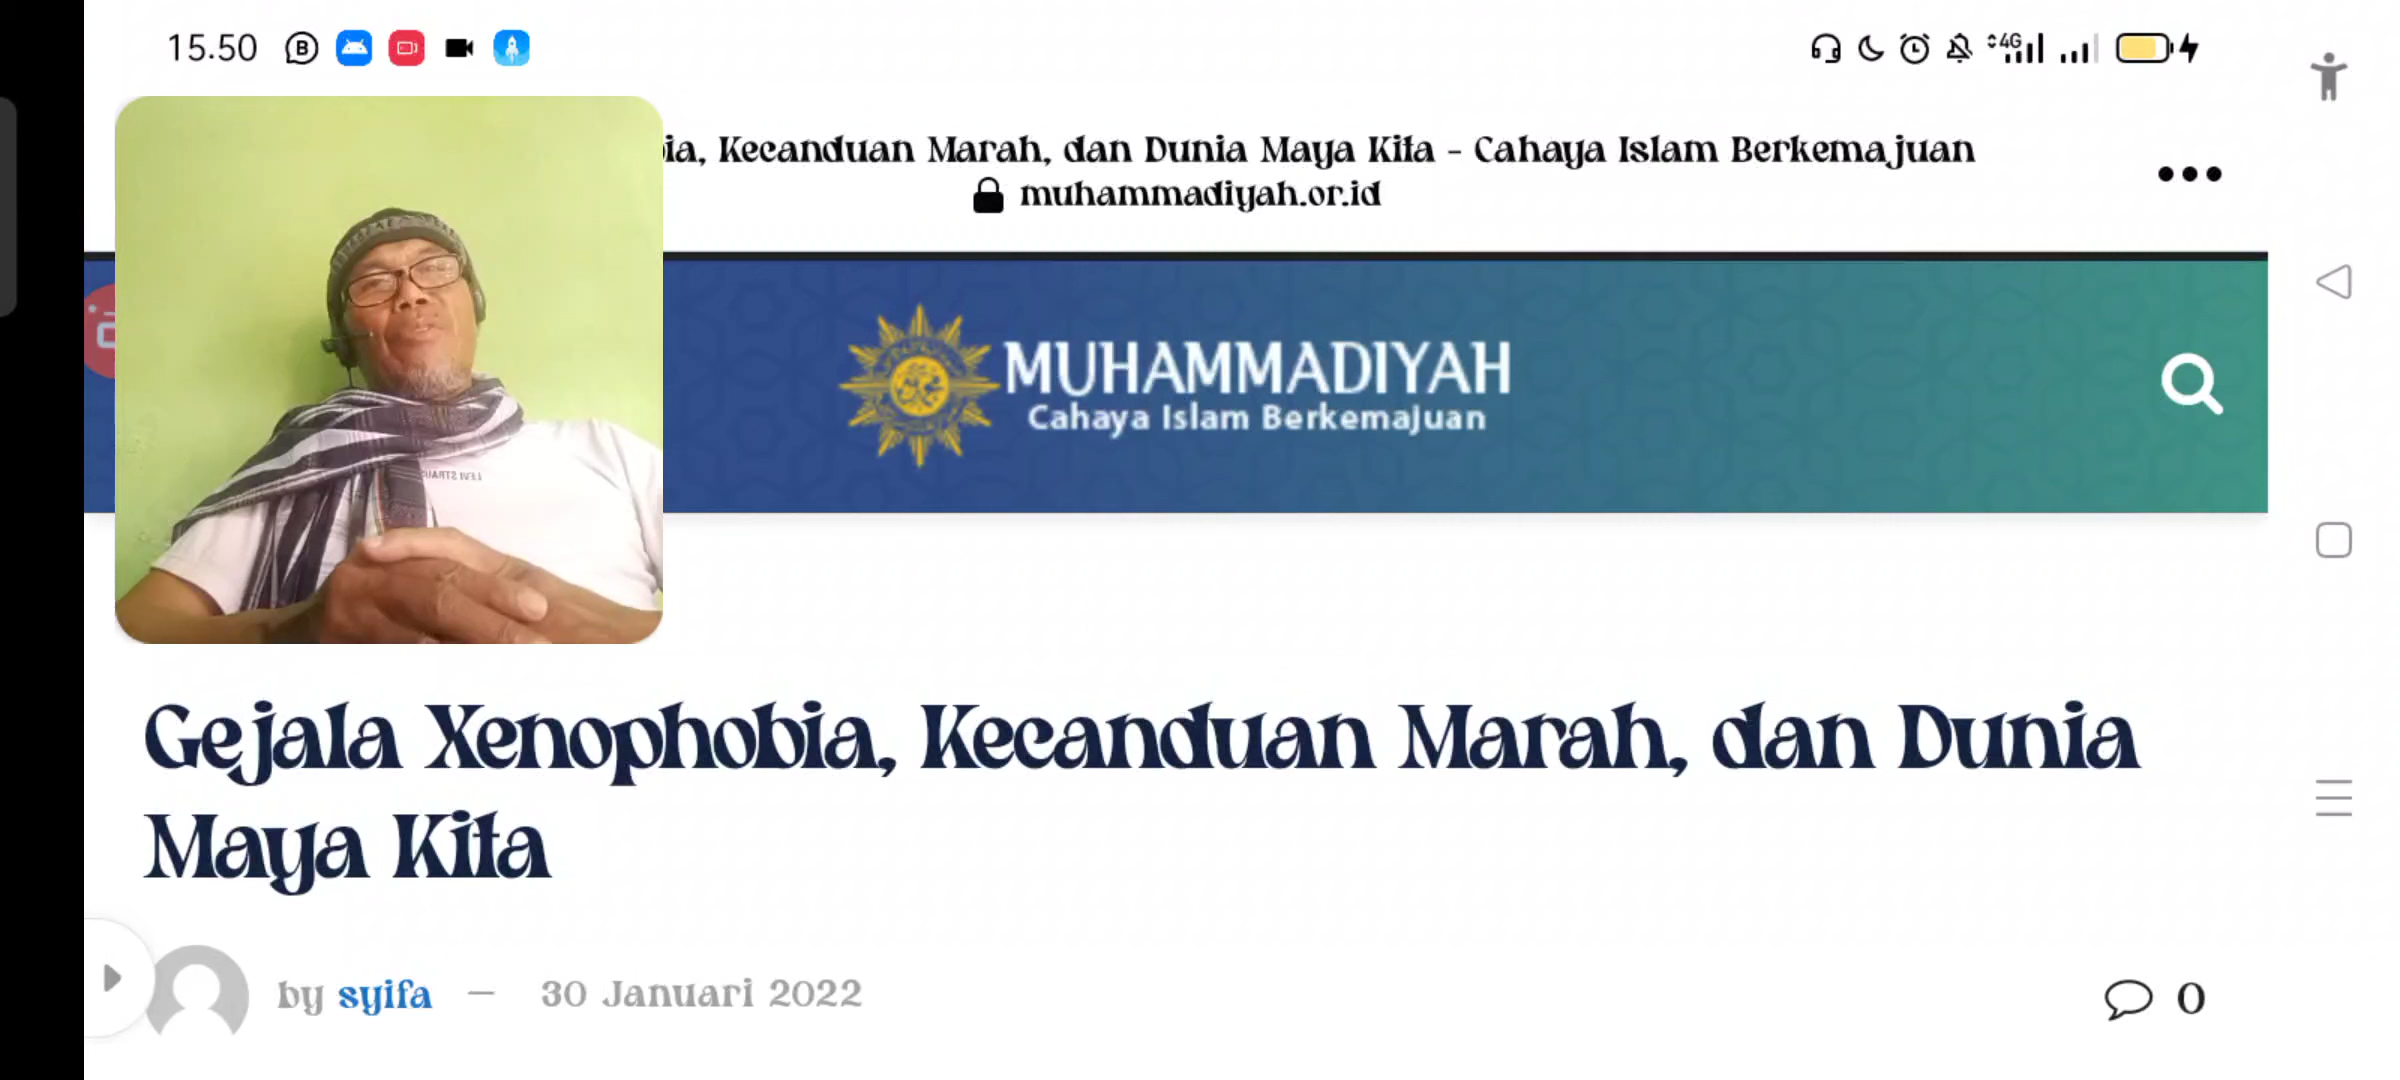 15.50
4G
ia, Kecanduan Marah, dan Dunia Maya Kita - Cahaya Islam Berkemajuan
muhammadiyah.or.id
MUHAMMADIYAH
Cahaya Islam Berkemajuan
Gejala Xenophobia, Kecanduan Marah, dan Dunia
Maya Kita
by syifa — 30 Januari 2022
0